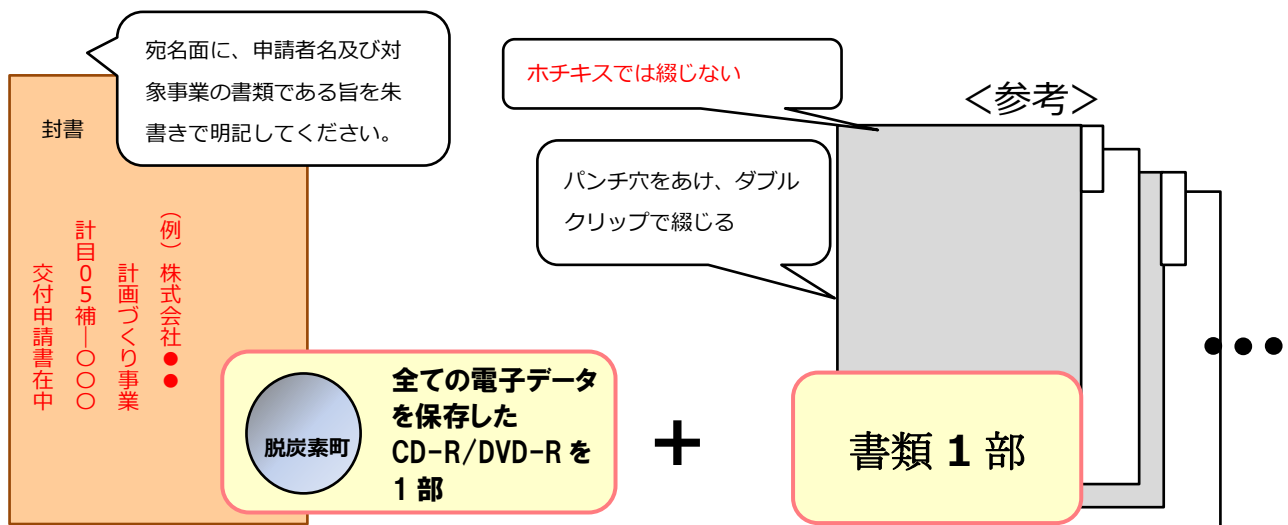 宛名面に、申請者名及び対
象事業の書類である旨を朱
書きで明記してください。
封書
(例)株式会社●●
計画づくり事業
計目05補―〇〇〇
交付申請書在中
脱炭素町
全ての電子データ
を保存した
CD-R/DVD-R を
1 部
+
ホチキスでは綴じない
<参考>
パンチ穴をあけ、ダブル
クリップで綴じる
書類 1 部
●●●